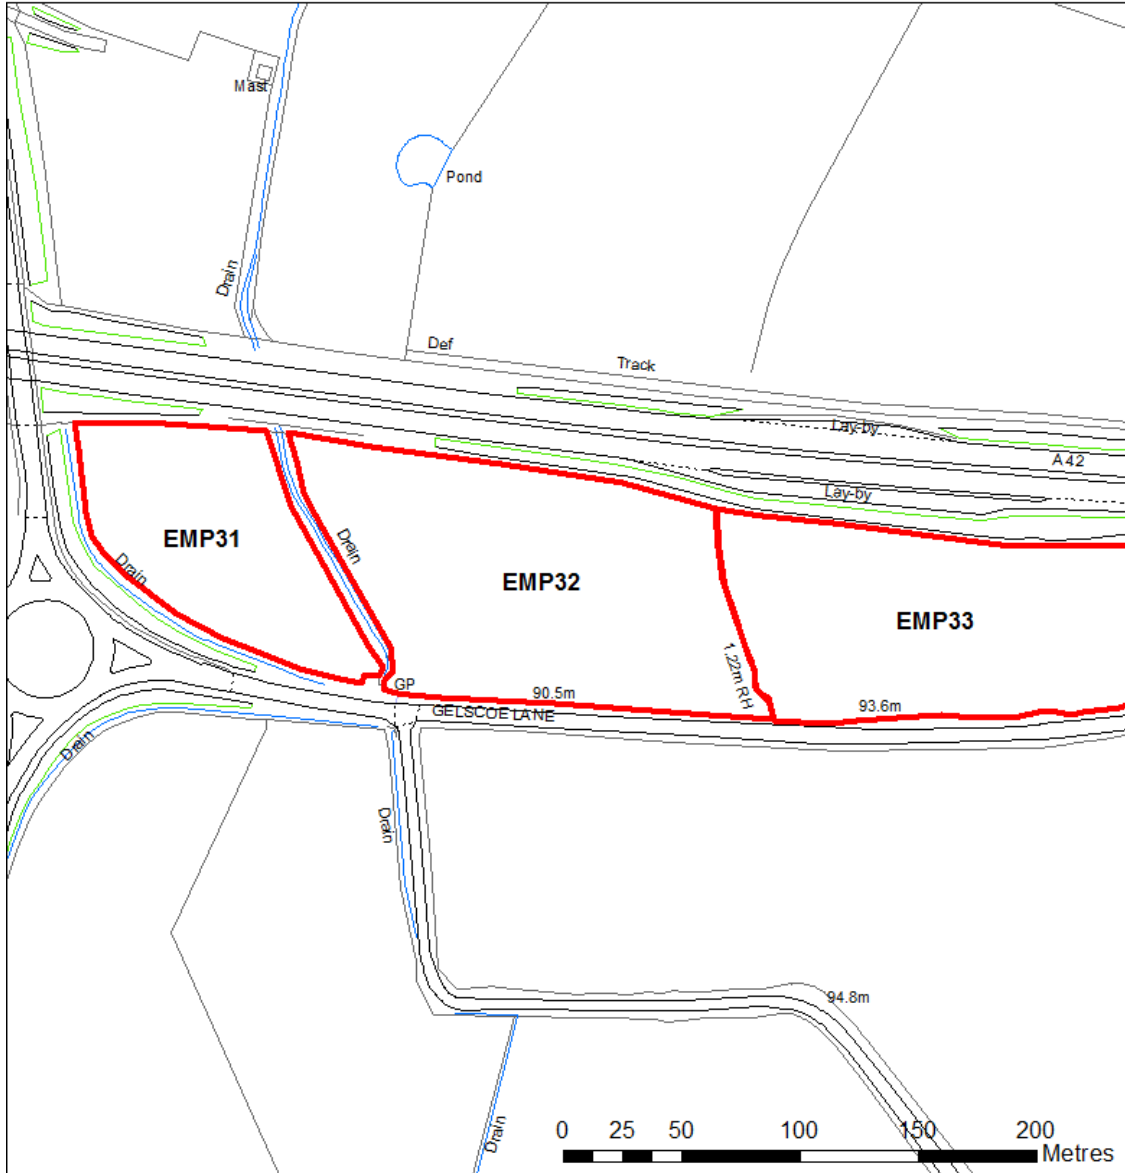 Mast
Pond
Drain
Def
Track
Lay-by
A 42
Lay-by
EMP31
Drain
Drain
EMP32
EMP33
1.22m RH
GP
90.5m
93.6m
GELSCOE LANE
Drain
Drain
94.8m
Drain
0 25 50 100 150 200
Metres